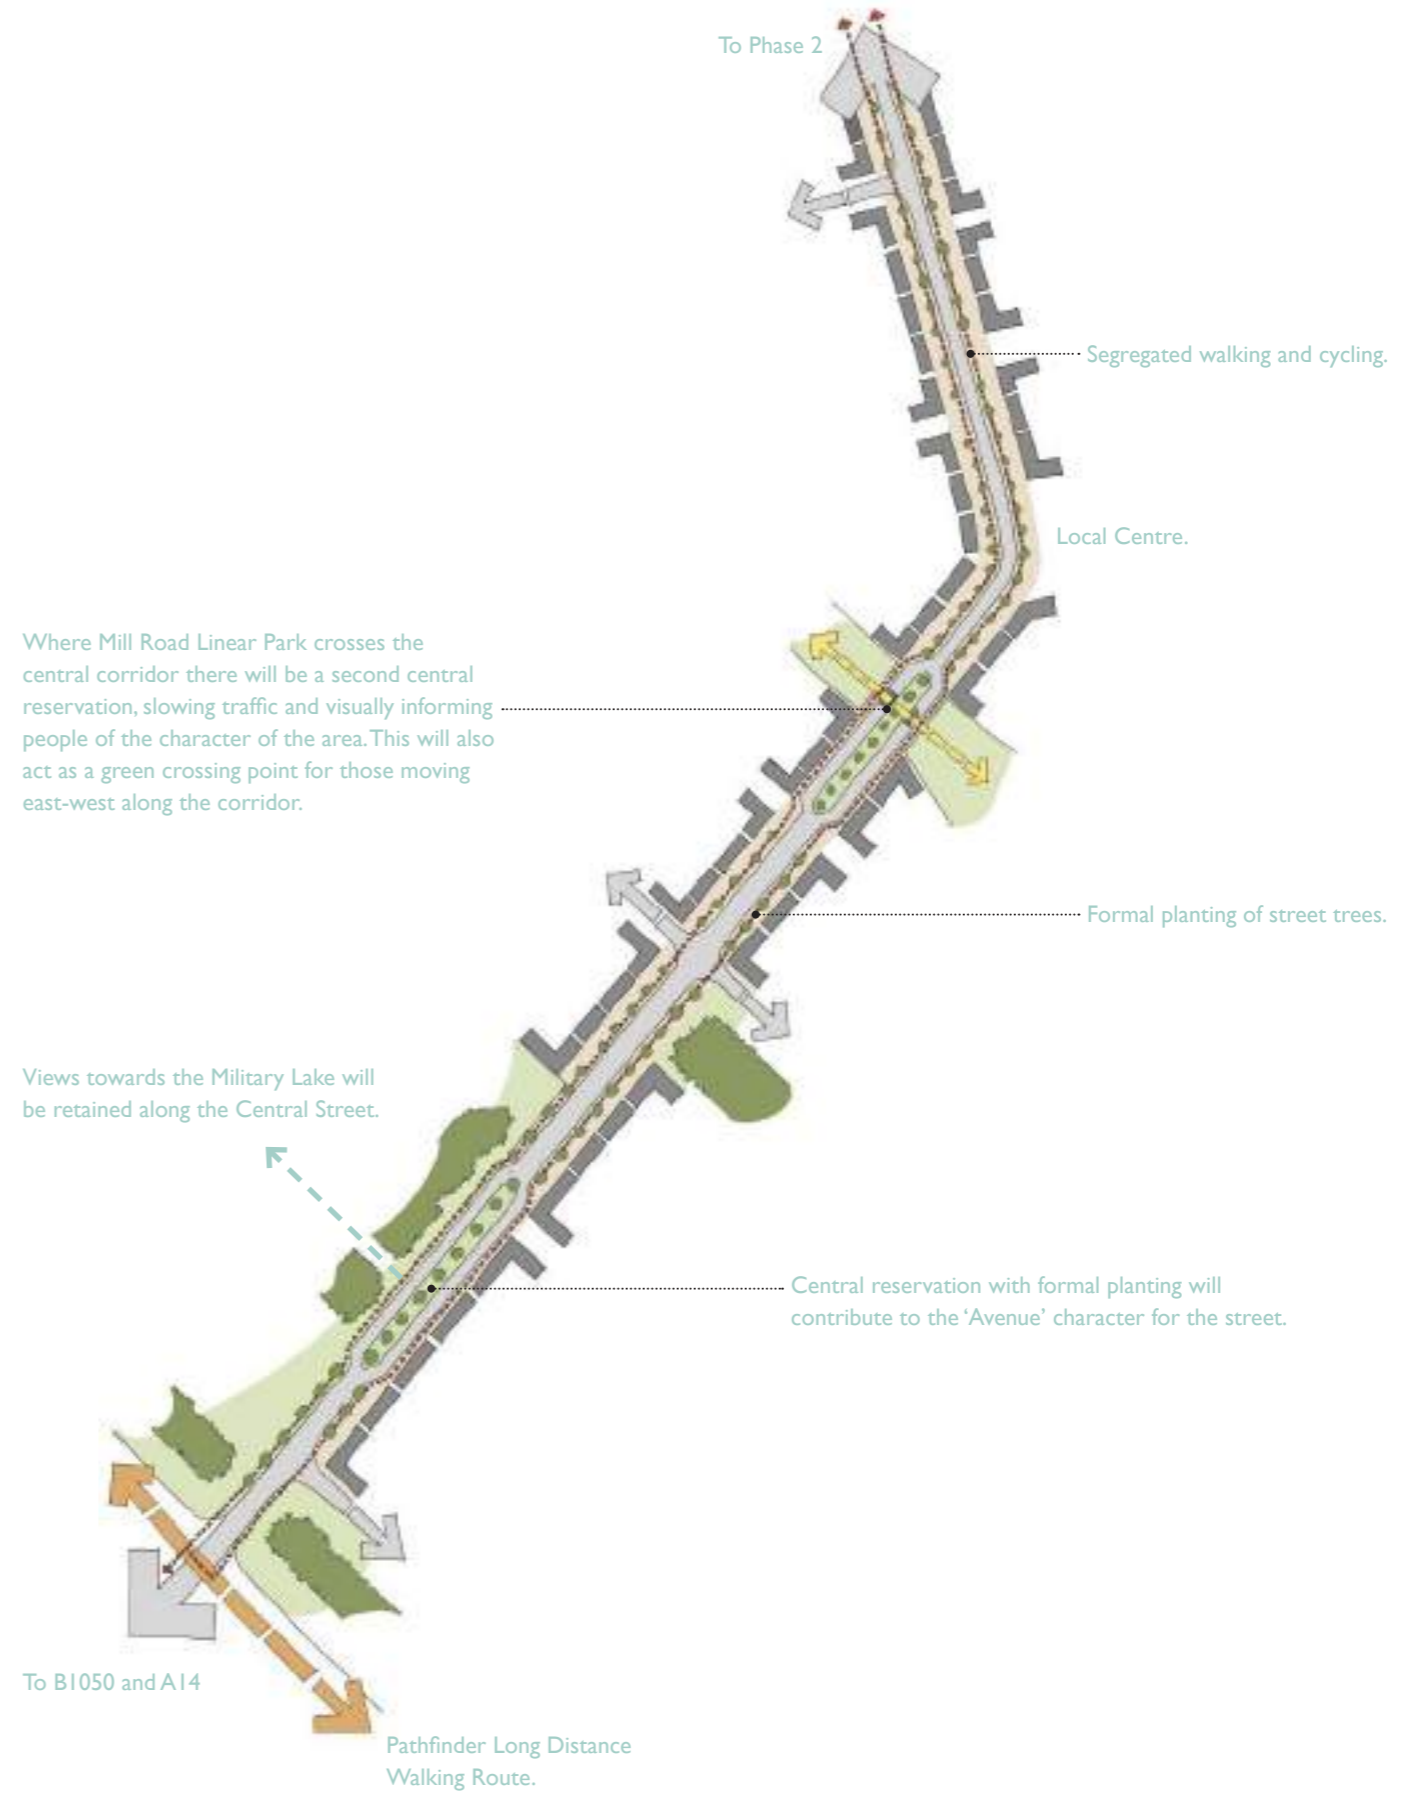 To Phase 2
Segregated walking and cycling.
Local Centre.
Where Mill Road Linear Park crosses the
central corridor there will be a second central
reservation, slowing traffic and visually informing
people of the character of the area. This will also
act as a green crossing point for those moving
east-west along the corridor.
Formal planting of street trees.
Views towards the Military Lake will
be retained along the Central Street.
Central reservation with formal planting will
contribute to the ‘Avenue’ character for the street.
To B1050 and A14
Pathfinder Long Distance
Walking Route.